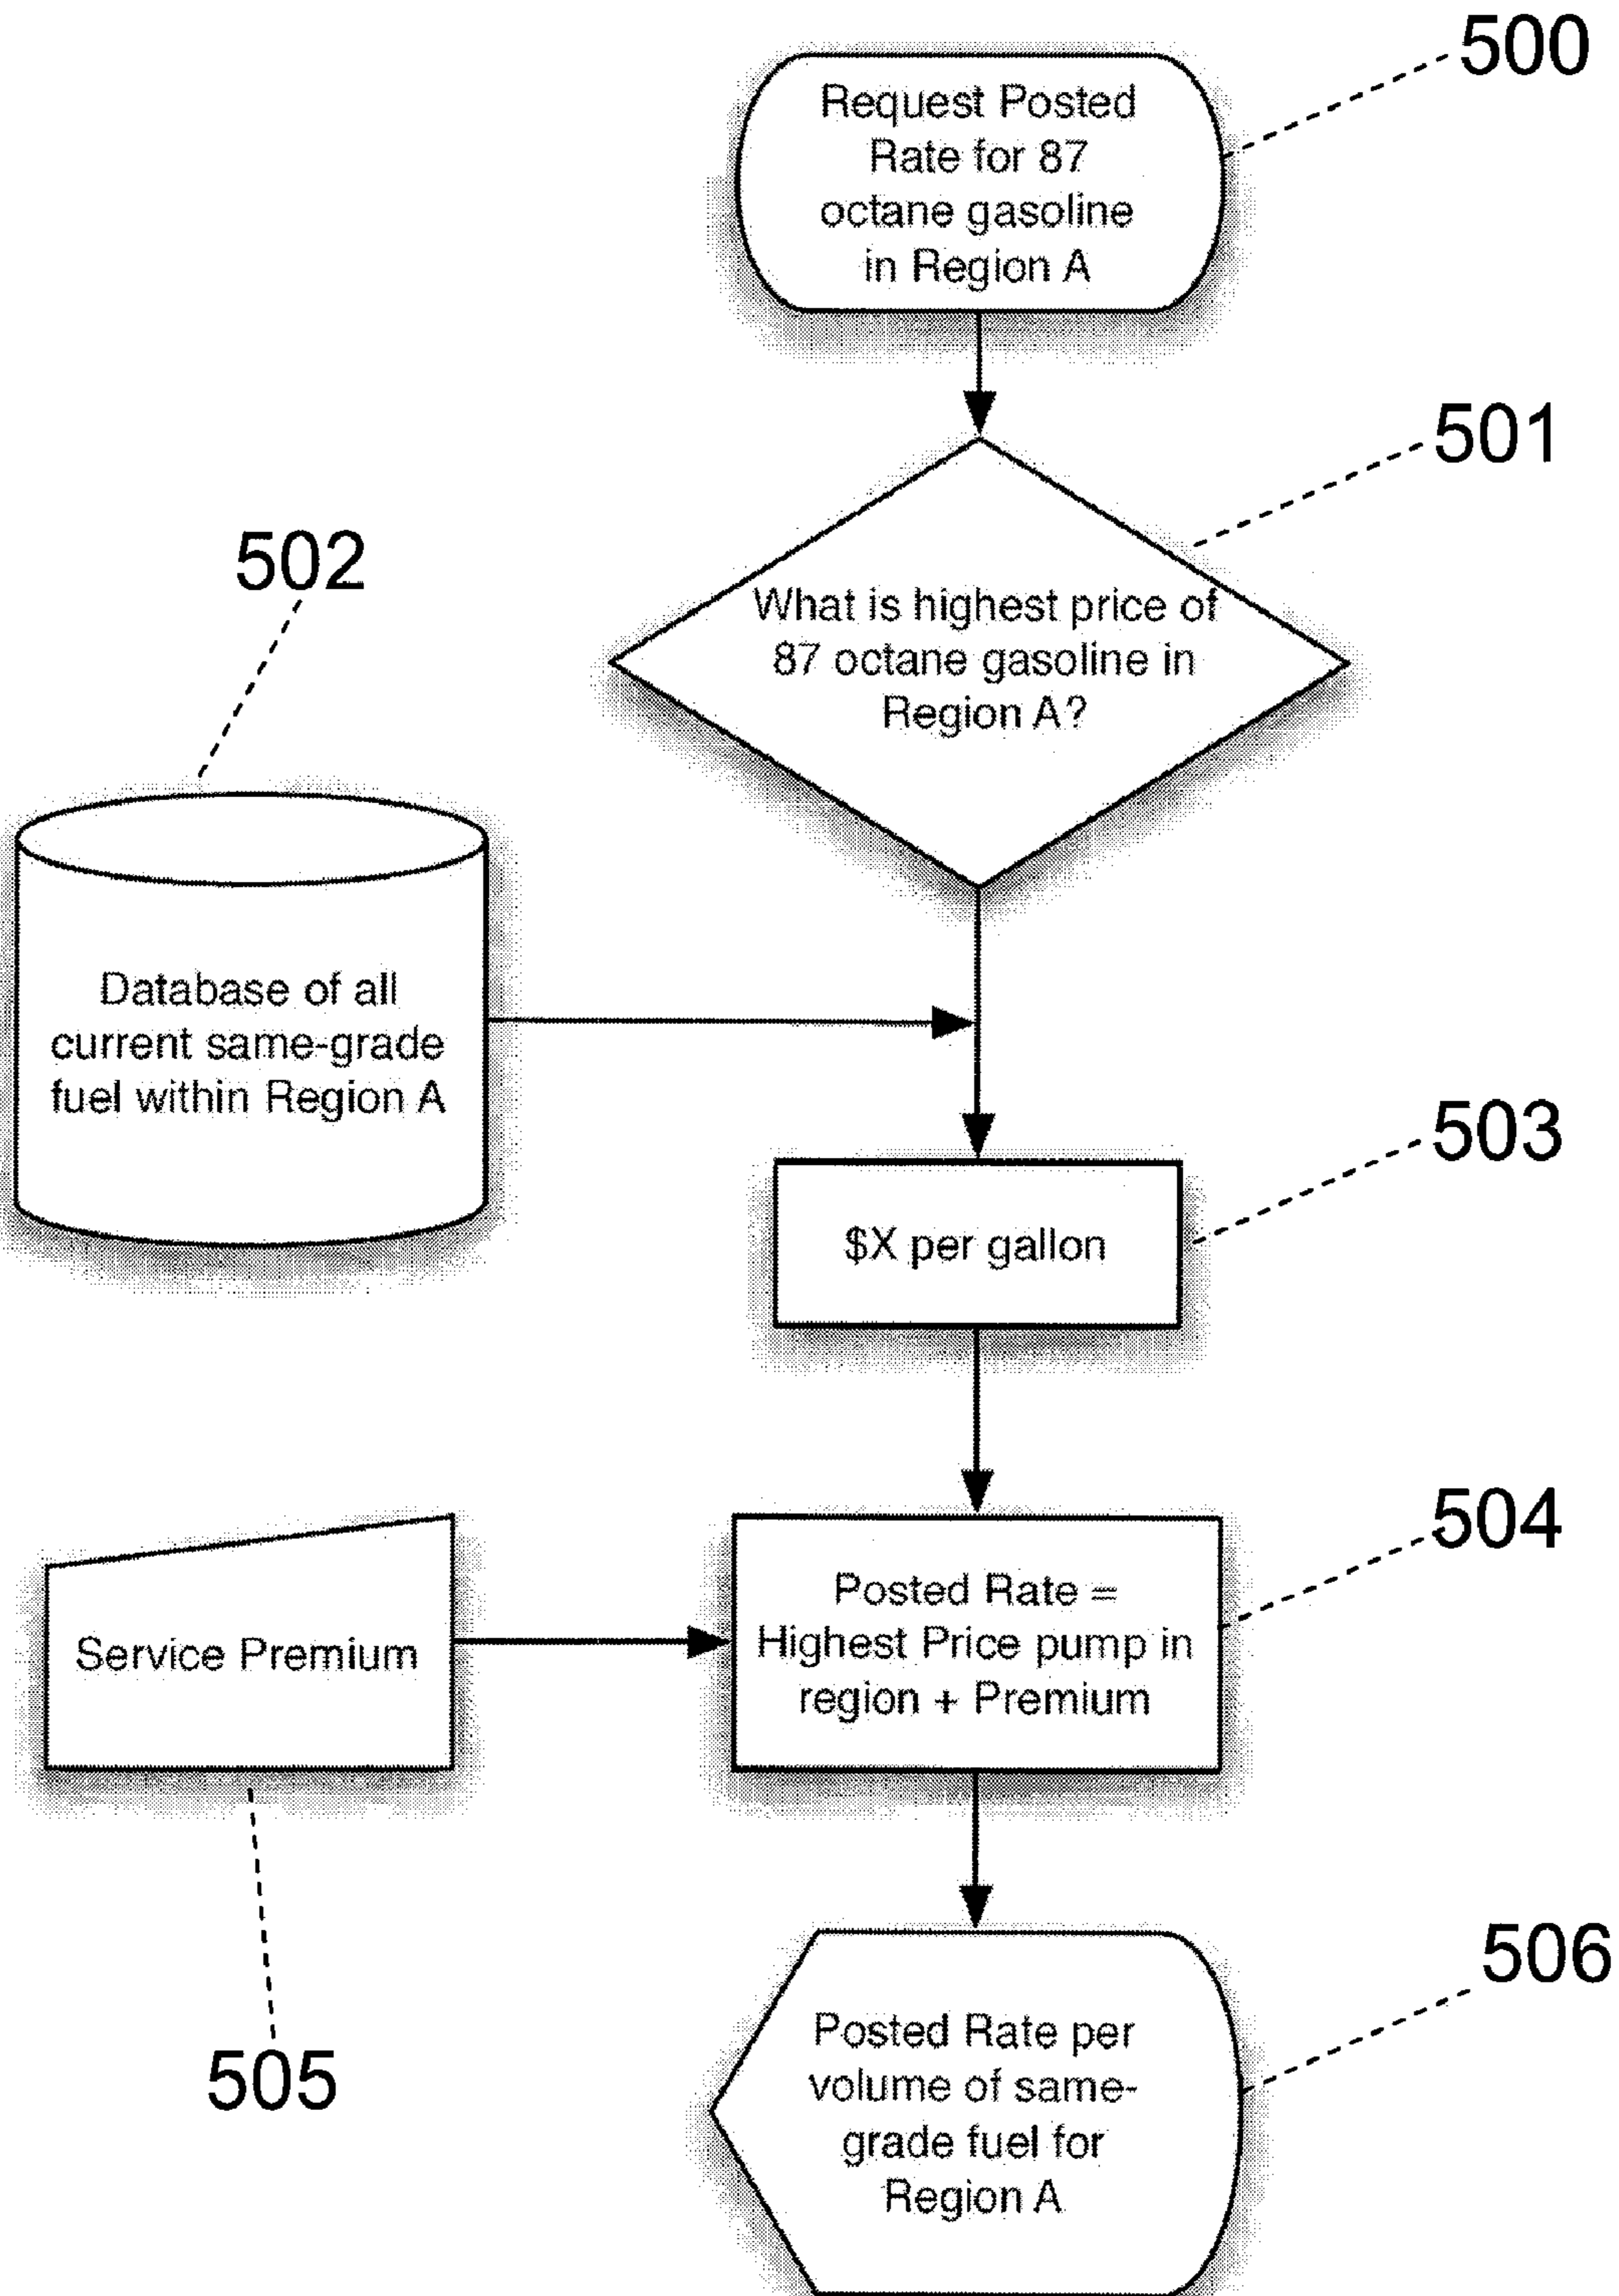 500
Request Posted
Rate for 87
octane gasoline
in Region A
501
What is highest price of
87 octane gasoline in
Region A?
502
Database of all
current same-grade
fuel within Region A
503
$X per gallon
504
Posted Rate =
Highest Price pump in
region + Premium
Service Premium
505
506
Posted Rate per
volume of same-
grade fuel for
Region A